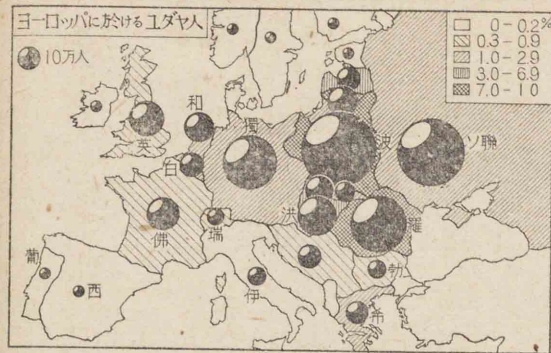 ヨーロッパに於けるユダヤ人
10万人
0-0.2%
0.3-0.9
1.0-2.9
3.0-6.9
7.0-10
和
英
獨
波
ソ聯
白
洪
羅
佛
瑞
葡
西
伊
勃
希